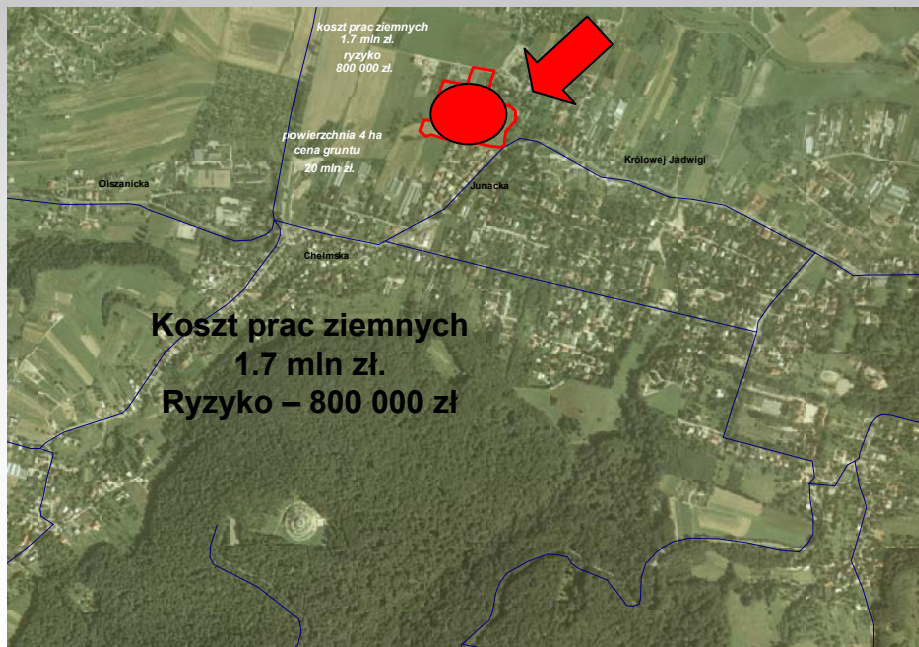 koszt prac ziemnych
1.7 mln zł.
ryzyko
800 000 zł.
powierzchnia 4 ha
cena gruntu
20 mln zł.
Królowej Jadwigi
Olszanicka
Junacka
Chełmska
Koszt prac ziemnych
1.7 mln zł.
Ryzyko – 800 000 zł